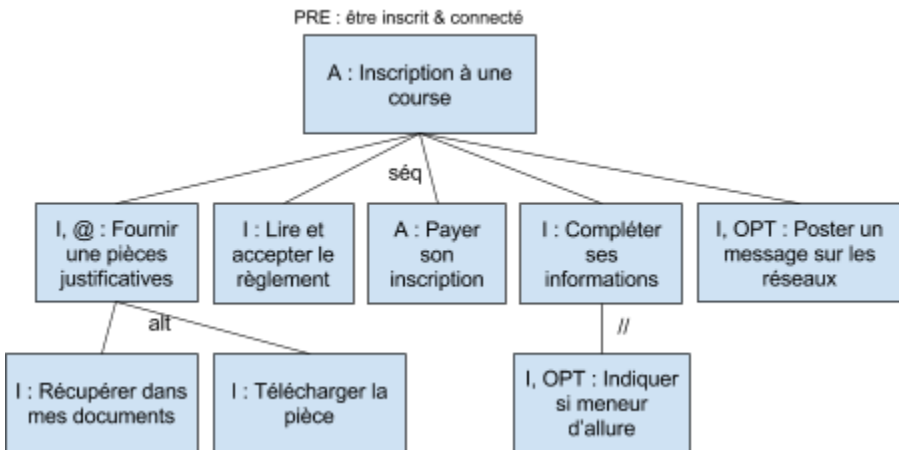 PRE : être inscrit & connecté
A : Inscription à une
course
séq
I, @ : Fournir
une pièces
justificatives
I : Lire et
accepter le
règlement
A : Payer
son
inscription
I : Compléter
ses
informations
I, OPT : Poster un
message sur les
réseaux
alt
//
I : Récupérer dans
mes documents
I : Télécharger la
pièce
I, OPT : Indiquer
si meneur
d'allure